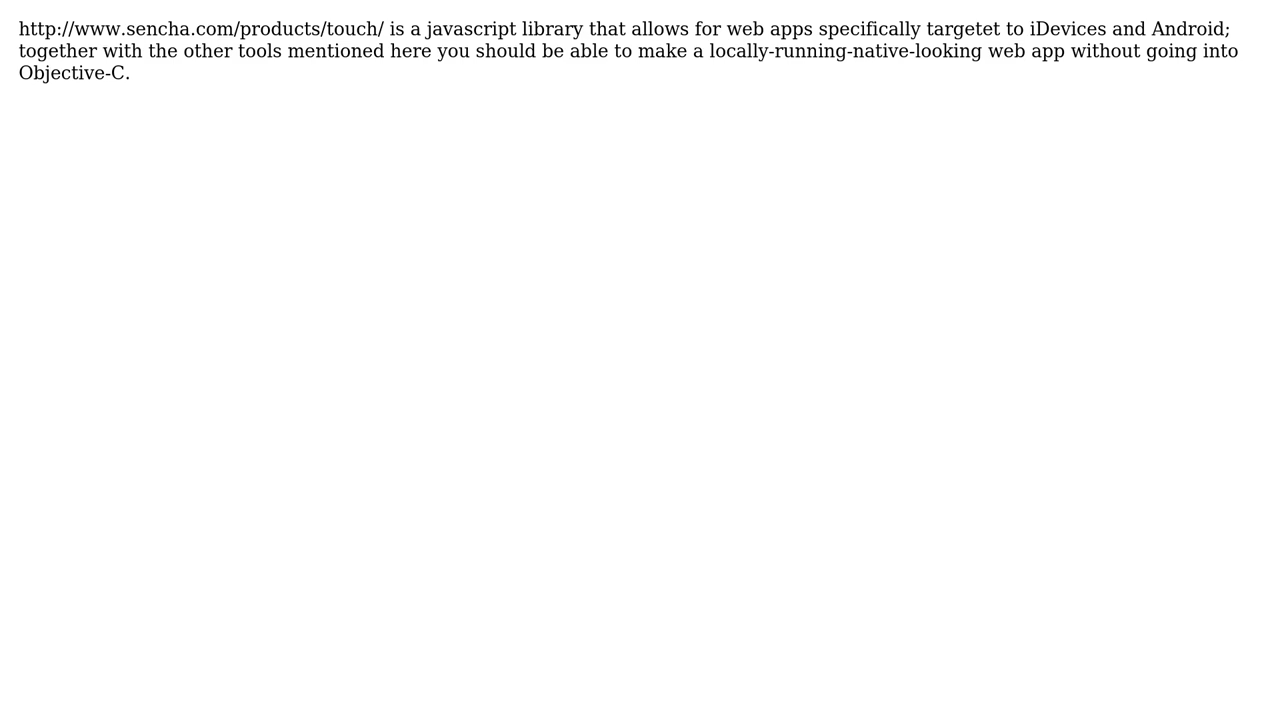 http://www.sencha.com/products/touch/ is a javascript library that allows for web apps specifically targetet to iDevices and Android;
together with the other tools mentioned here you should be able to make a locally-running-native-looking web app without going into
Objective-C.